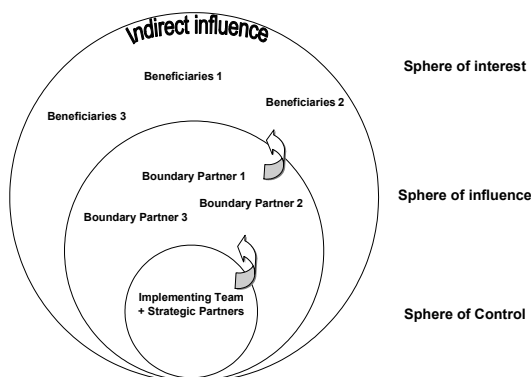 Indirect influence
Sphere of interest
Beneficiaries 1
Beneficiaries 2
Beneficiaries 3
Boundary Partner 1
Sphere of influence
Boundary Partner 2
Boundary Partner 3
Implementing Team
+ Strategic Partners
Sphere of Control